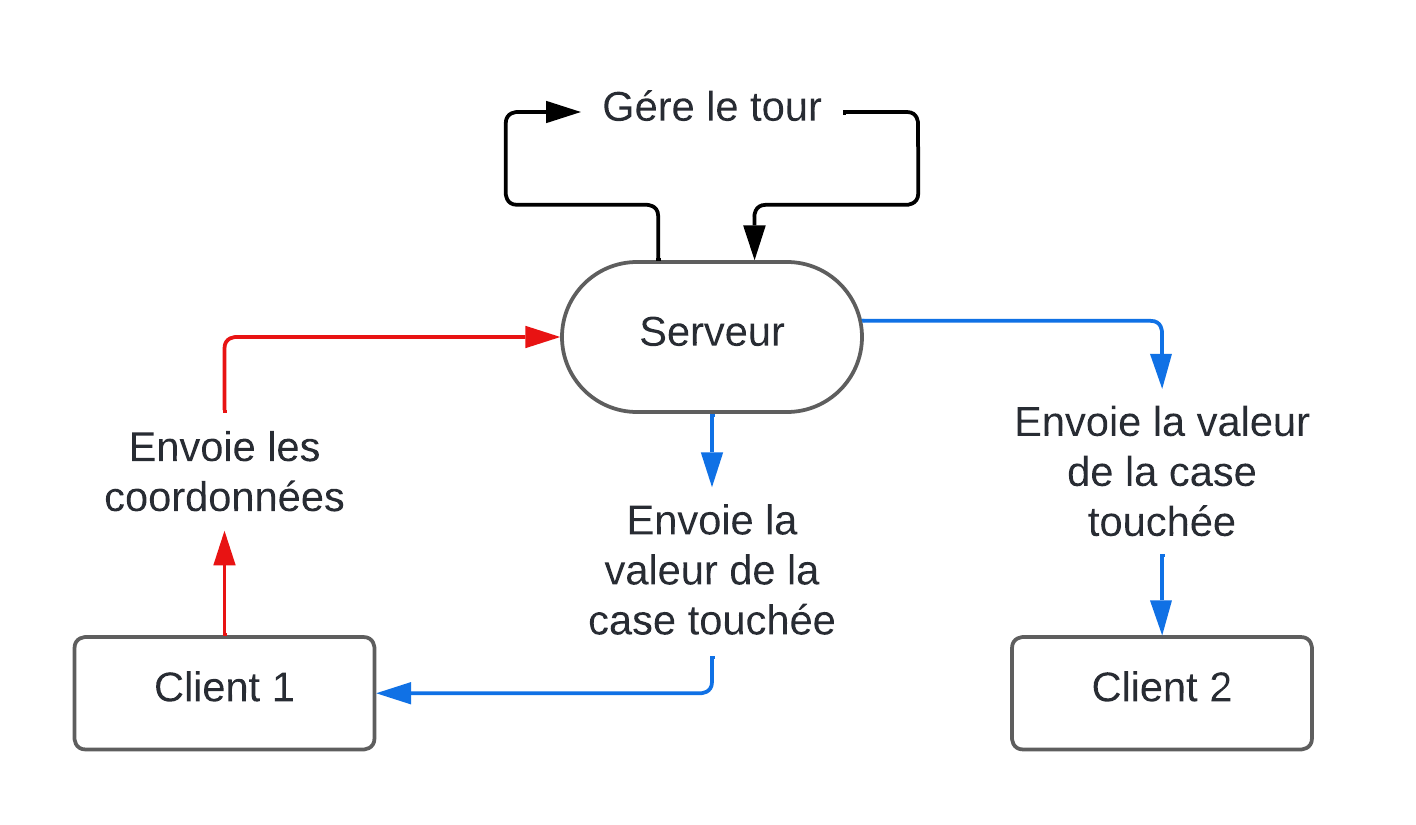 Gére le tour
Serveur
Envoie les
coordonnées
Envoie la
valeur de la
case touchée
Envoie la valeur
de la case
touchée
Client 1
Client 2